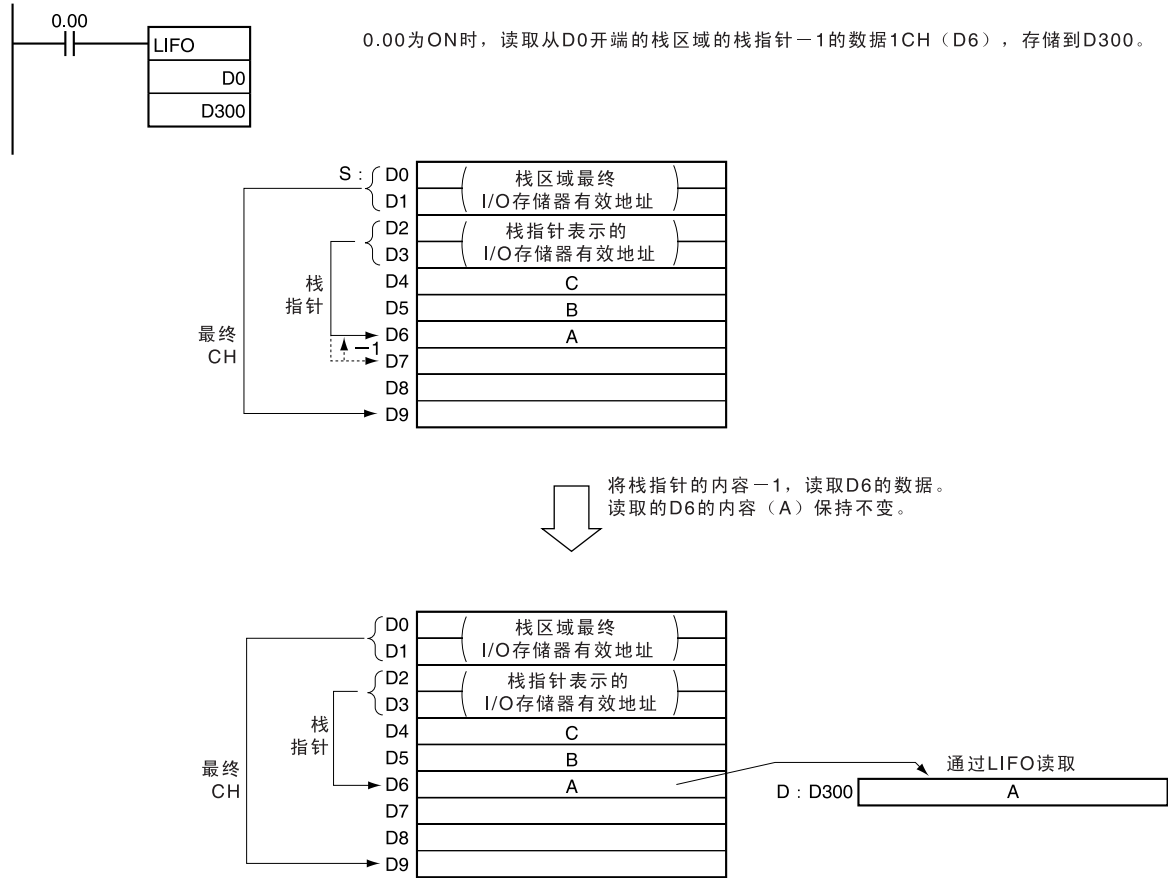 0.00
LIFO
D0
D300
0.00为ON时，读取从D0开端的栈区域的栈指针－1的数据1CH（D6），存储到D300。
S：
D0
D1
栈区域最终
I/O存储器有效地址
D2
D3
栈指针表示的
I/O存储器有效地址
栈
指针
D4
C
D5
B
D6
A
－1
D7
D8
D9
最终
CH
将栈指针的内容－1，读取D6的数据。
读取的D6的内容（A）保持不变。
D0
D1
栈区域最终
I/O存储器有效地址
D2
D3
栈指针表示的
I/O存储器有效地址
栈
指针
D4
C
D5
B
D6
A
D7
D8
D9
最终
CH
通过LIFO读取
D：D300
A